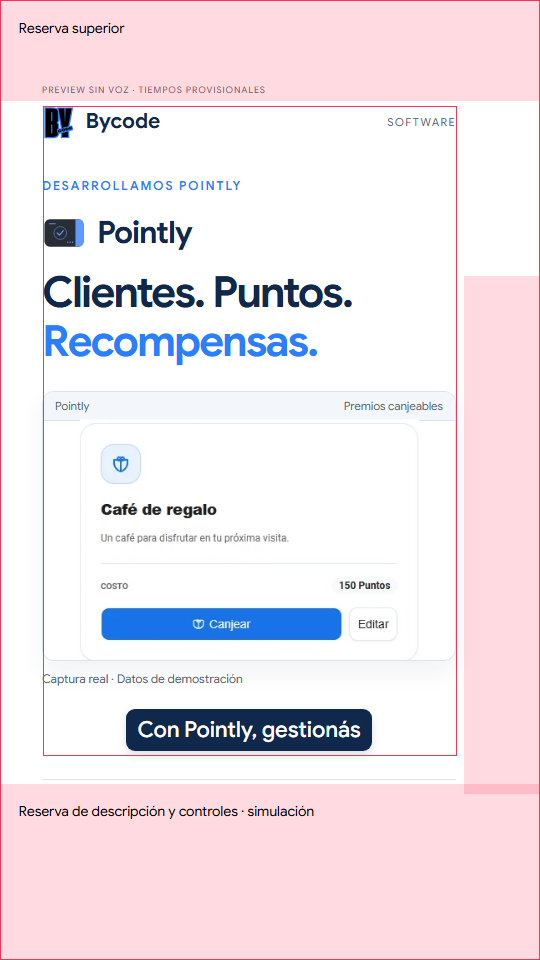 Reserva superior
PREVIEW SIN VOZ · TIEMPOS PROVISIONALES
BY Bycode
SOFTWARE
DESARROLLAMOS POINTLY
Pointly
Clientes. Puntos.
Recompensas.
Pointly
Premios canjeables
Café de regalo
Un café para disfrutar en tu próxima visita.
COSTO
150 Puntos
Canjear
Editar
Captura real · Datos de demostración
Con Pointly, gestionás
Reserva de descripción y controles · simulación